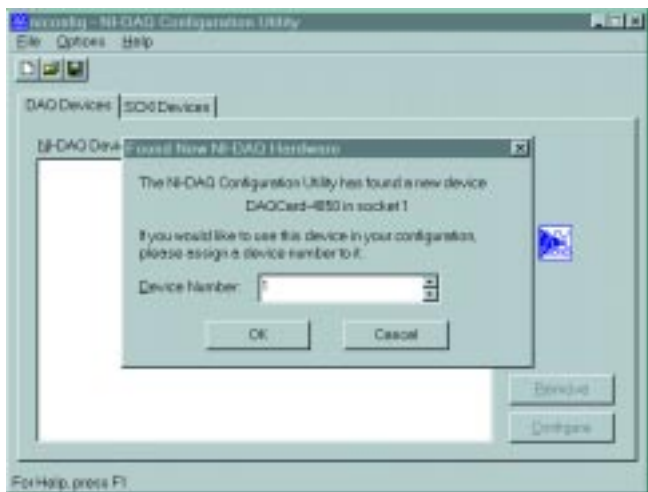 niconfig - NI-DAQ Configuration Utility
File Options Help
DAQ Devices SCXI Devices
NI-DAQ Devi
Found New NI-DAQ Hardware
The NI-DAQ Configuration Utility has found a new device
DAQCard-4050 in socket 1
If you would like to use this device in your configuration,
please assign a device number to it.
Device Number: 1
OK Cancel
Remove
Configure
For Help, press F1